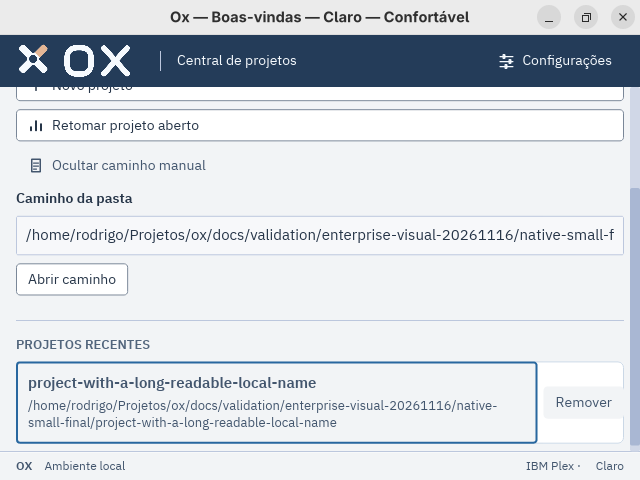 Ox — Boas-vindas — Claro — Confortável
OX
Central de projetos
Configurações
Novo projeto
Retomar projeto aberto
Ocultar caminho manual
Caminho da pasta
/home/rodrigo/Projetos/ox/docs/validation/enterprise-visual-20261116/native-small-f
Abrir caminho
PROJETOS RECENTES
project-with-a-long-readable-local-name
/home/rodrigo/Projetos/ox/docs/validation/enterprise-visual-20261116/native-
small-final/project-with-a-long-readable-local-name
Remover
OX Ambiente local
IBM Plex · Claro